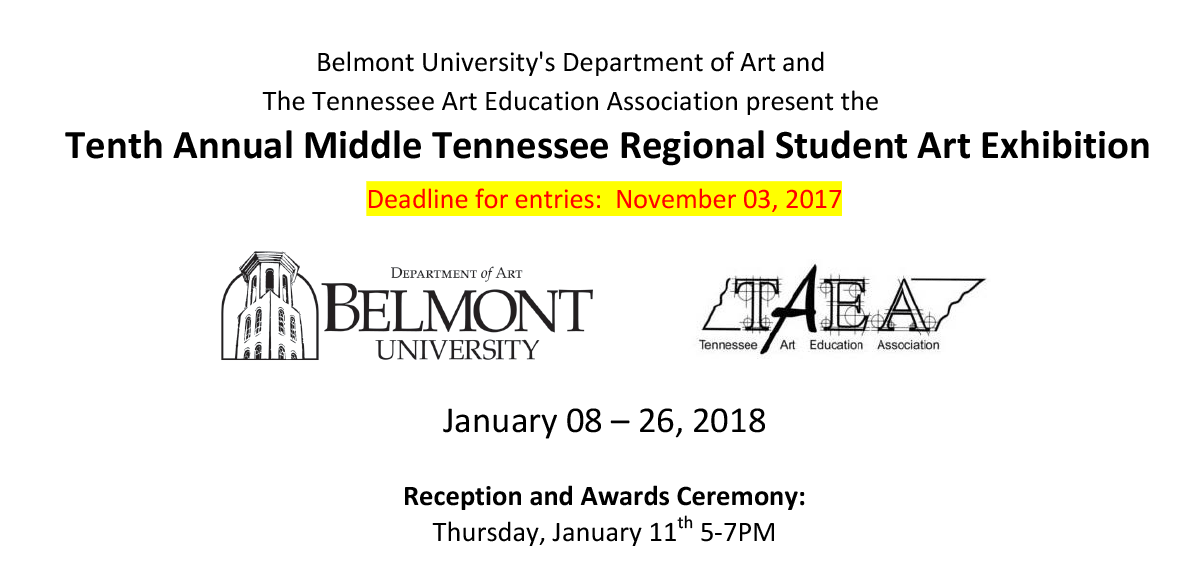 Belmont University's Department of Art and
The Tennessee Art Education Association present the
Tenth Annual Middle Tennessee Regional Student Art Exhibition
Deadline for entries:  November 03, 2017
DEPARTMENT of ART
BELMONT
UNIVERSITY
TAEA
Tennessee Art Education Association
January 08 – 26, 2018
Reception and Awards Ceremony:
Thursday, January 11th 5-7PM